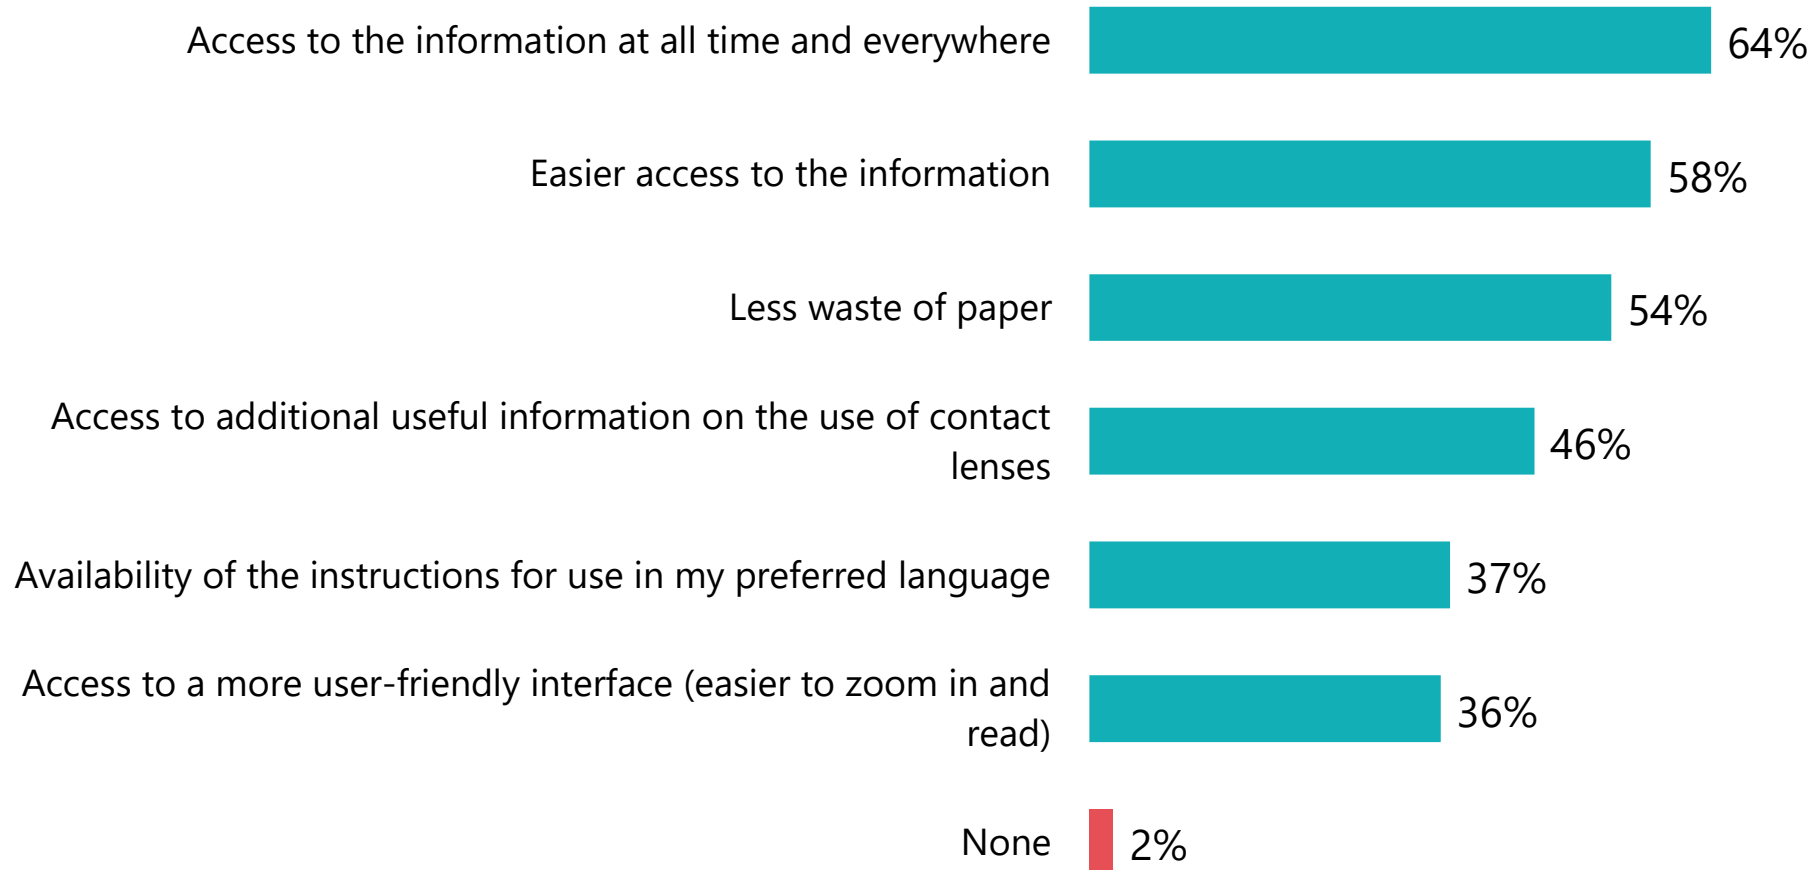 Access to the information at all time and everywhere 64%
Easier access to the information 58%
Less waste of paper 54%
Access to additional useful information on the use of contact
lenses 46%
Availability of the instructions for use in my preferred language 37%
Access to a more user-friendly interface (easier to zoom in and
read) 36%
None 2%